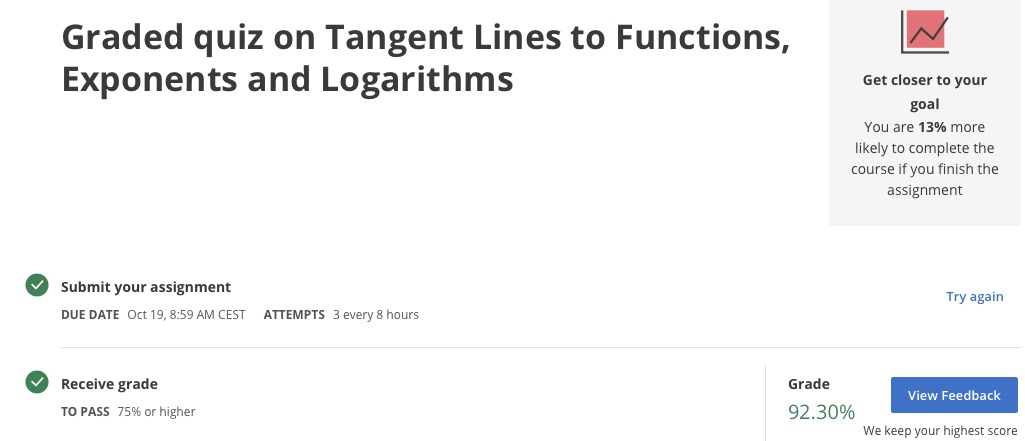 Graded quiz on Tangent Lines to Functions,
Exponents and Logarithms
Get closer to your
goal
You are 13% more
likely to complete the
course if you finish the
assignment
Submit your assignment
Try again
DUE DATE Oct 19, 8:59 AM CEST ATTEMPTS 3 every 8 hours
Receive grade
TO PASS 75% or higher
Grade
92.30%
View Feedback
We keep your highest score